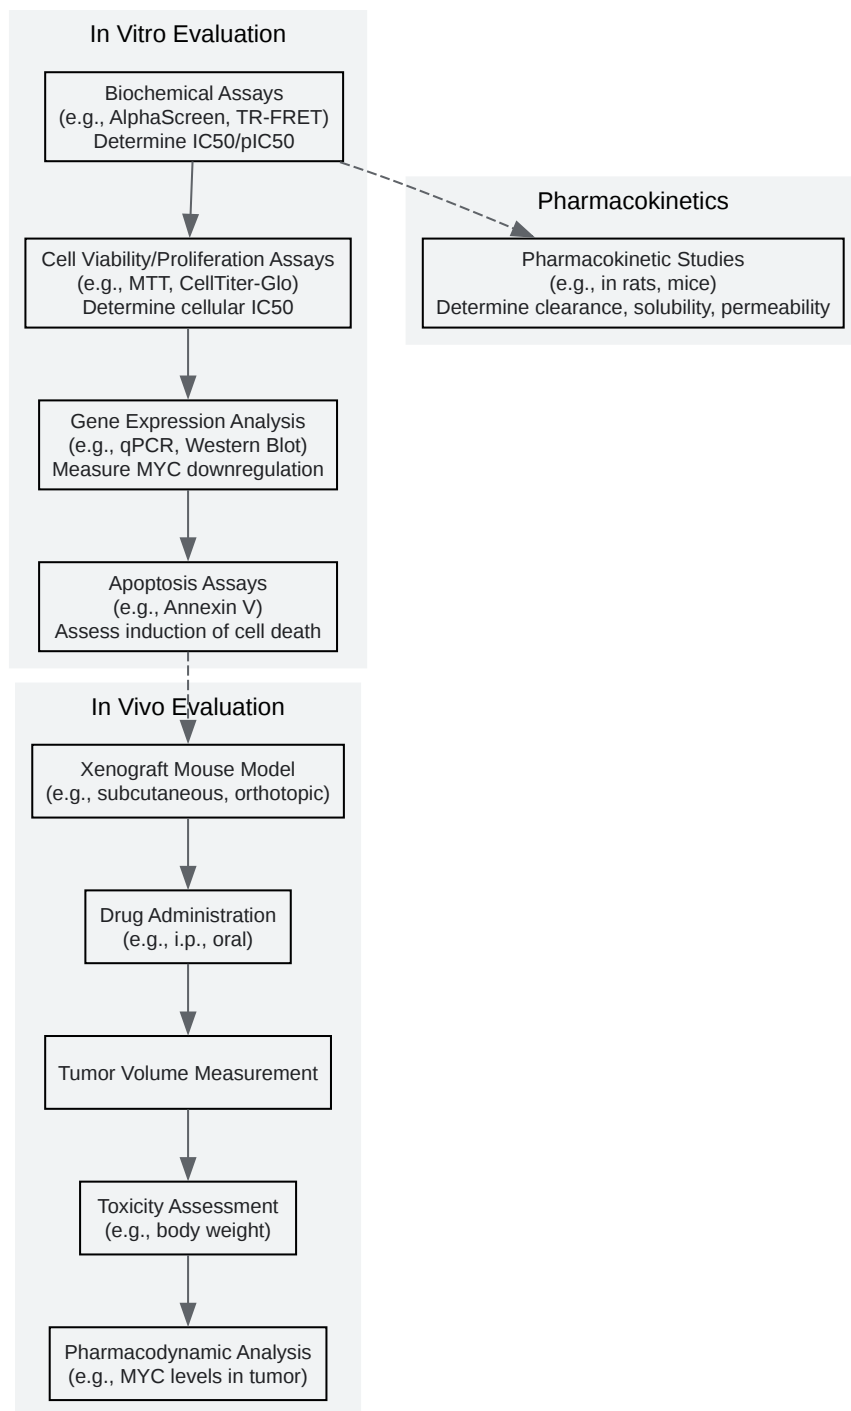 In Vitro Evaluation
Biochemical Assays
(e.g., AlphaScreen, TR-FRET)
Determine IC50/pIC50
Pharmacokinetics
Pharmacokinetic Studies
(e.g., in rats, mice)
Determine clearance, solubility, permeability
Cell Viability/Proliferation Assays
(e.g., MTT, CellTiter-Glo)
Determine cellular IC50
Gene Expression Analysis
(e.g., qPCR, Western Blot)
Measure MYC downregulation
Apoptosis Assays
(e.g., Annexin V)
Assess induction of cell death
In Vivo Evaluation
Xenograft Mouse Model
(e.g., subcutaneous, orthotopic)
Drug Administration
(e.g., i.p., oral)
Tumor Volume Measurement
Toxicity Assessment
(e.g., body weight)
Pharmacodynamic Analysis
(e.g., MYC levels in tumor)